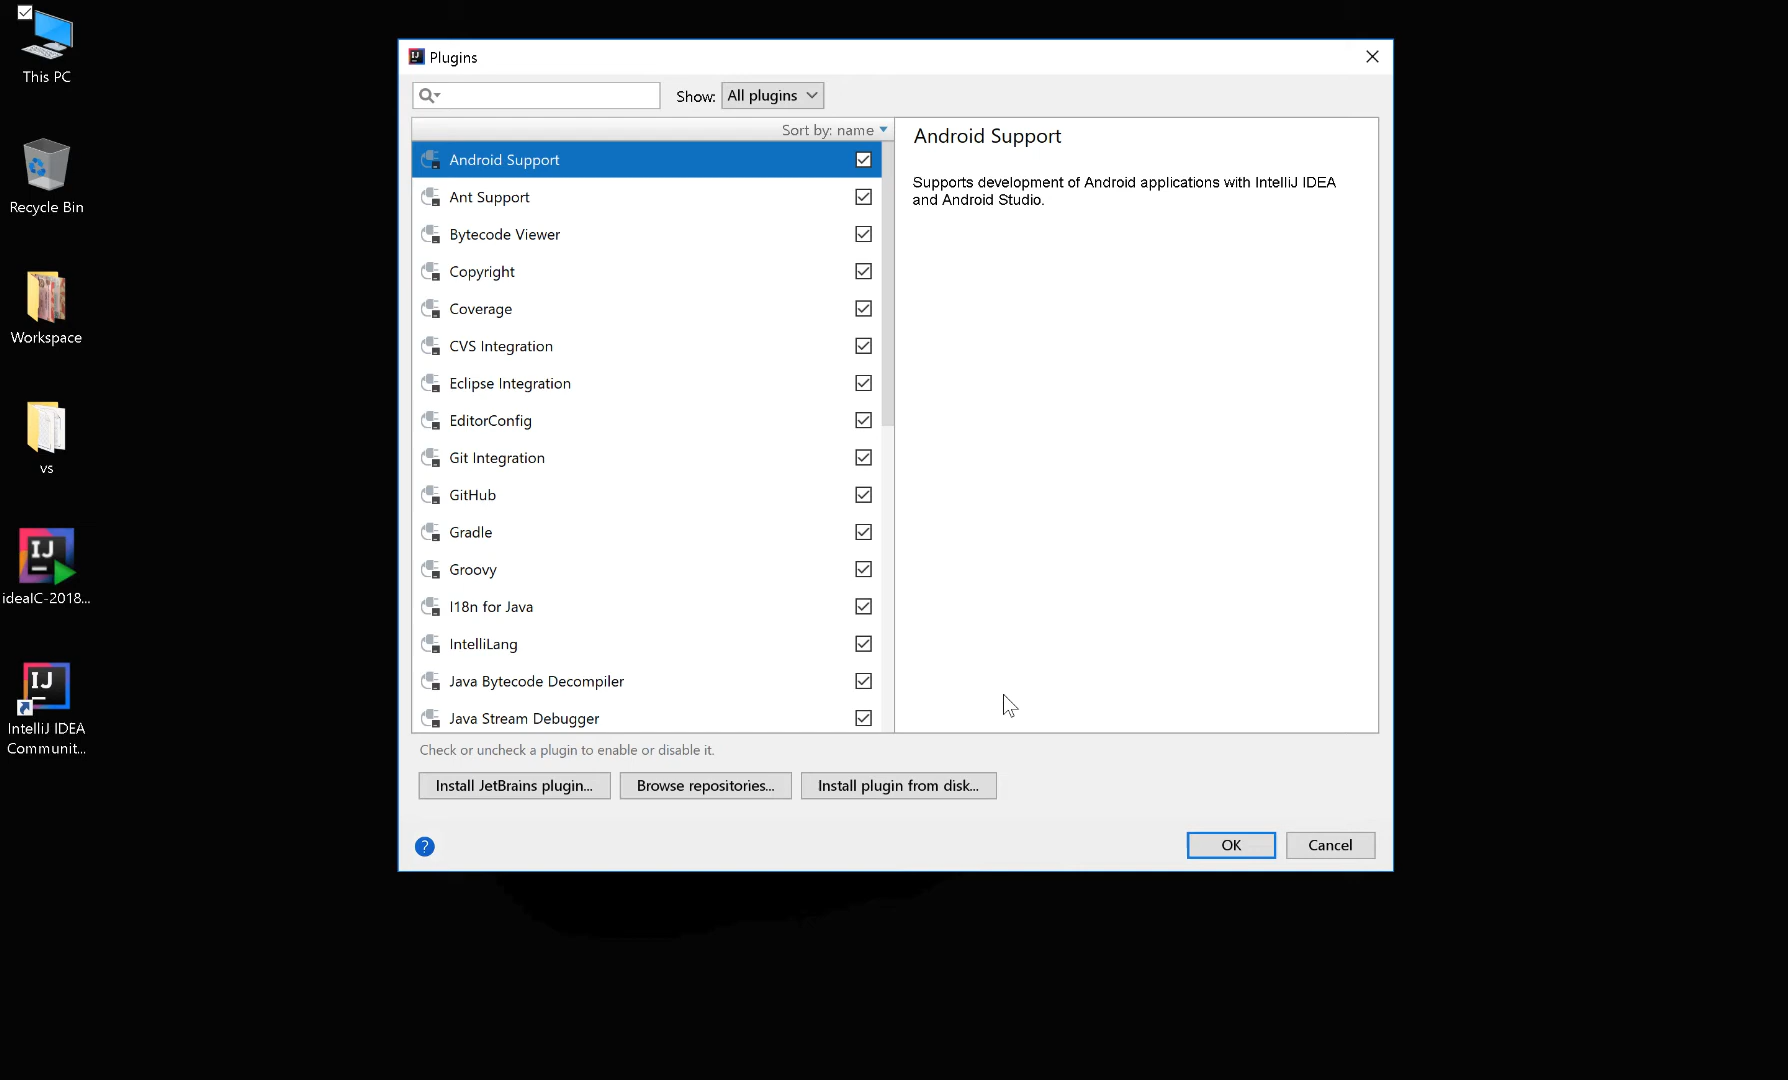 This PC
Recycle Bin
Workspace
vs
IJ
ideaIC-2018...
IJ
IntelliJ IDEA
Communit...
IJ Plugins
Show: All plugins
Sort by: name
Android Support
Ant Support
Bytecode Viewer
Copyright
Coverage
CVS Integration
Eclipse Integration
EditorConfig
Git Integration
GitHub
Gradle
Groovy
I18n for Java
IntelliLang
Java Bytecode Decompiler
Java Stream Debugger
Android Support
Supports development of Android applications with IntelliJ IDEA
and Android Studio.
Check or uncheck a plugin to enable or disable it.
Install JetBrains plugin... Browse repositories... Install plugin from disk...
? OK Cancel